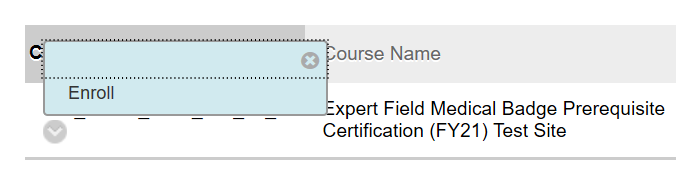 C
Course Name
Enroll
Expert Field Medical Badge Prerequisite
Certification (FY21) Test Site